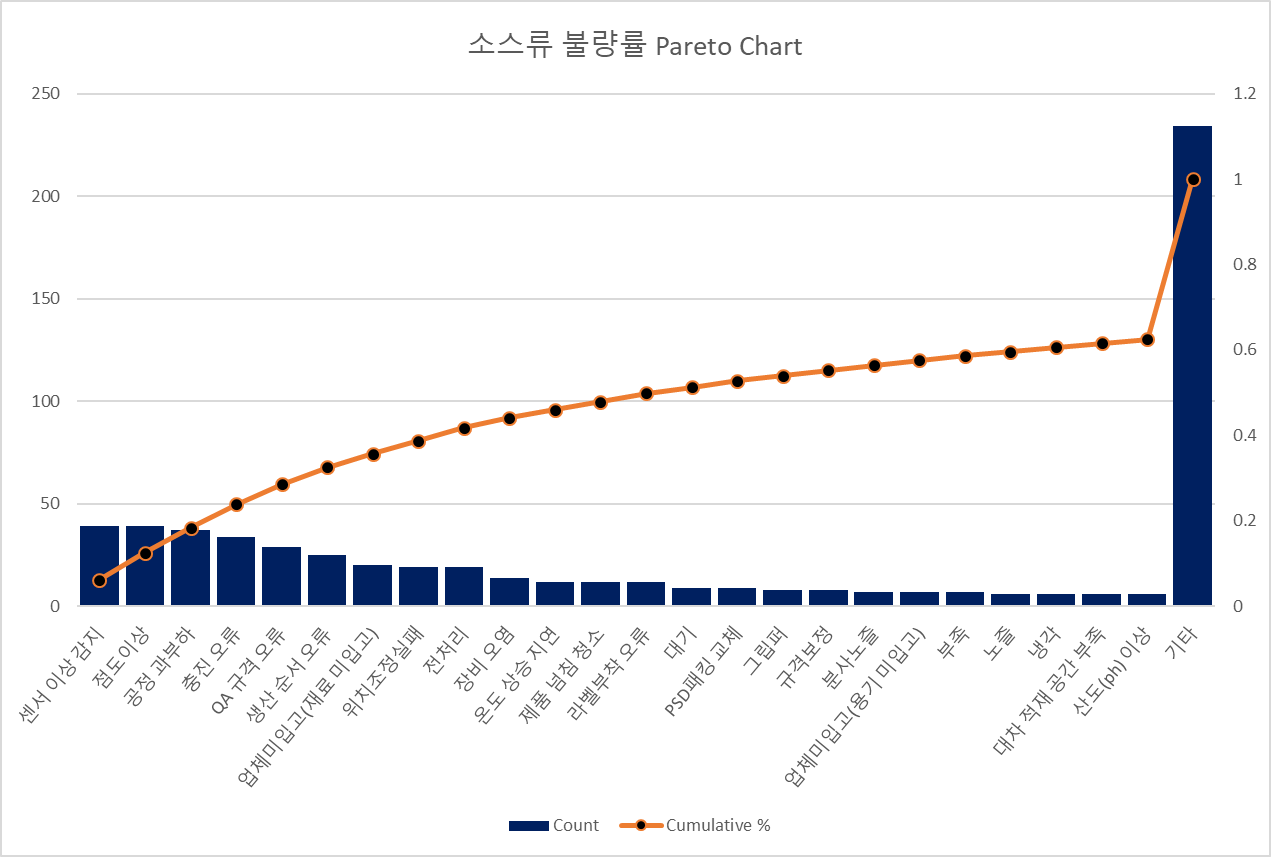 소스류 불량률 Pareto Chart
250
200
150
100
50
0
1.2
1
0.8
0.6
0.4
0.2
0
센서 이상 감지
점도이상
공정 과부하
충진 오류
QA 규격 오류
생산 순서 오류
업체미입고(재료 미입고)
위치조정실패
전처리
장비 오염
온도 상승 지연
제품 넘침 청소
라벨부착 오류
대기
PSD패킹 교체
그립퍼
규격보정
분사노즐
업체미입고(용기 미입고)
부족
노즐
냉각
대차 적재 공간 부족
산도(ph) 이상
기타
Count
Cumulative %